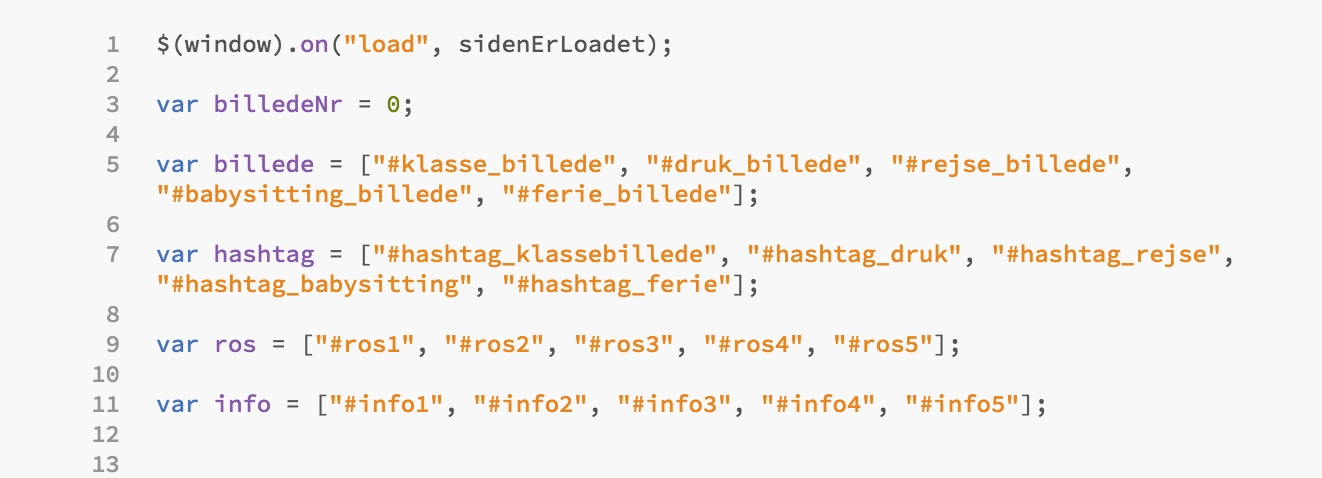 1 $(window).on("load", sidenErLoadet);
2
3 var billedeNr = 0;
4
5 var billede = ["#klasse_billede", "#druk_billede", "#rejse_billede",
"#babysitting_billede", "#ferie_billede"];
6
7 var hashtag = ["#hashtag_klassebillede", "#hashtag_druk", "#hashtag_rejse",
"#hashtag_babysitting", "#hashtag_ferie"];
8
9 var ros = ["#ros1", "#ros2", "#ros3", "#ros4", "#ros5"];
10
11 var info = ["#info1", "#info2", "#info3", "#info4", "#info5"];
12
13